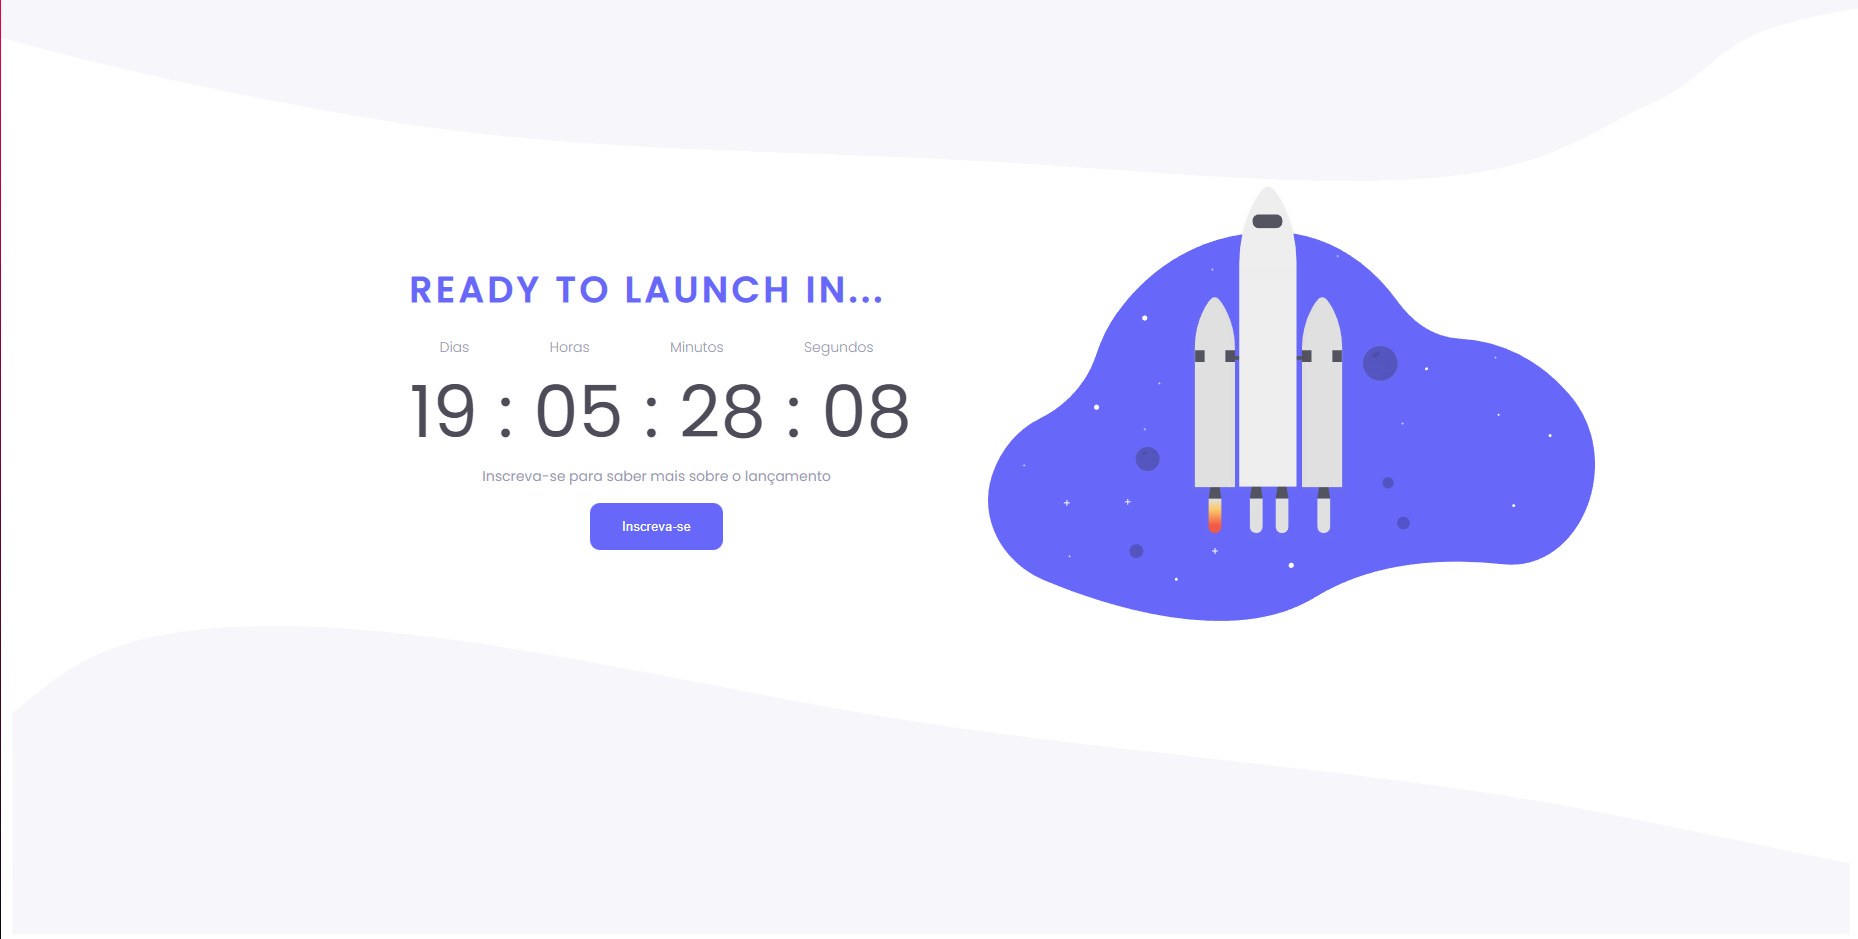 READY TO LAUNCH IN...
Dias Horas Minutos Segundos
19 : 05 : 28 : 08
Inscreva-se para saber mais sobre o lançamento
Inscreva-se